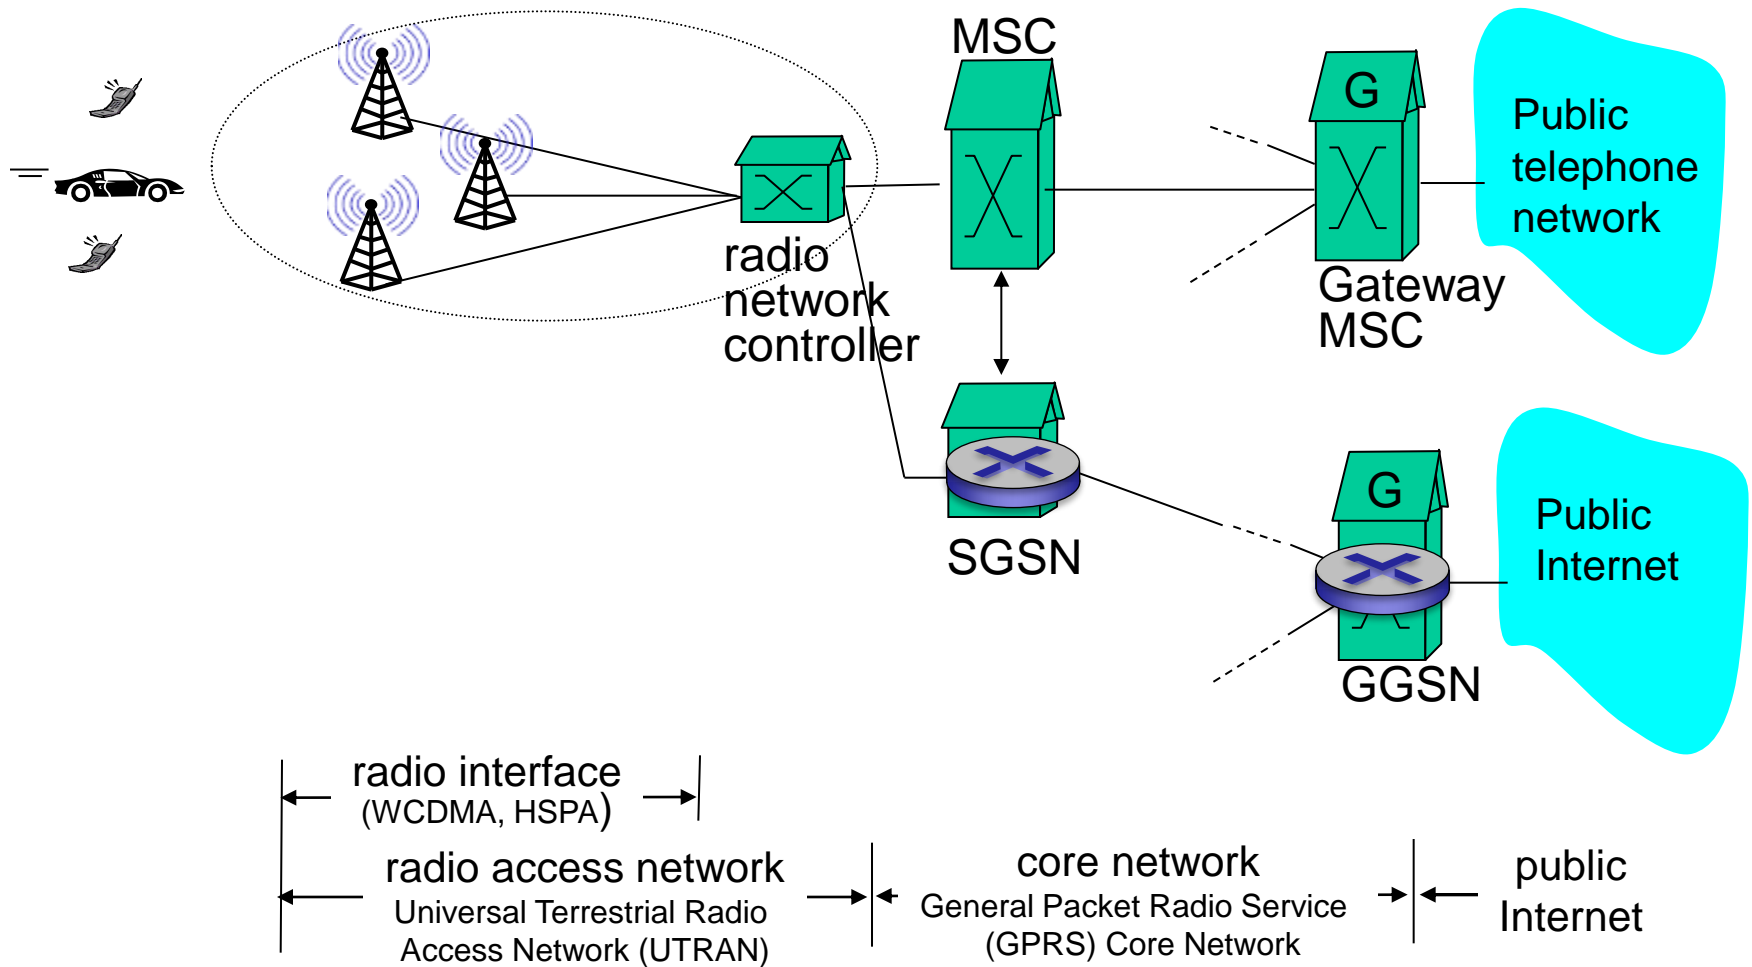 MSC
G
Public
telephone
network
radio
network
controller
Gateway
MSC
SGSN
G
Public
Internet
GGSN
radio interface
(WCDMA, HSPA)
radio access network
Universal Terrestrial Radio
Access Network (UTRAN)
core network
General Packet Radio Service
(GPRS) Core Network
public
Internet